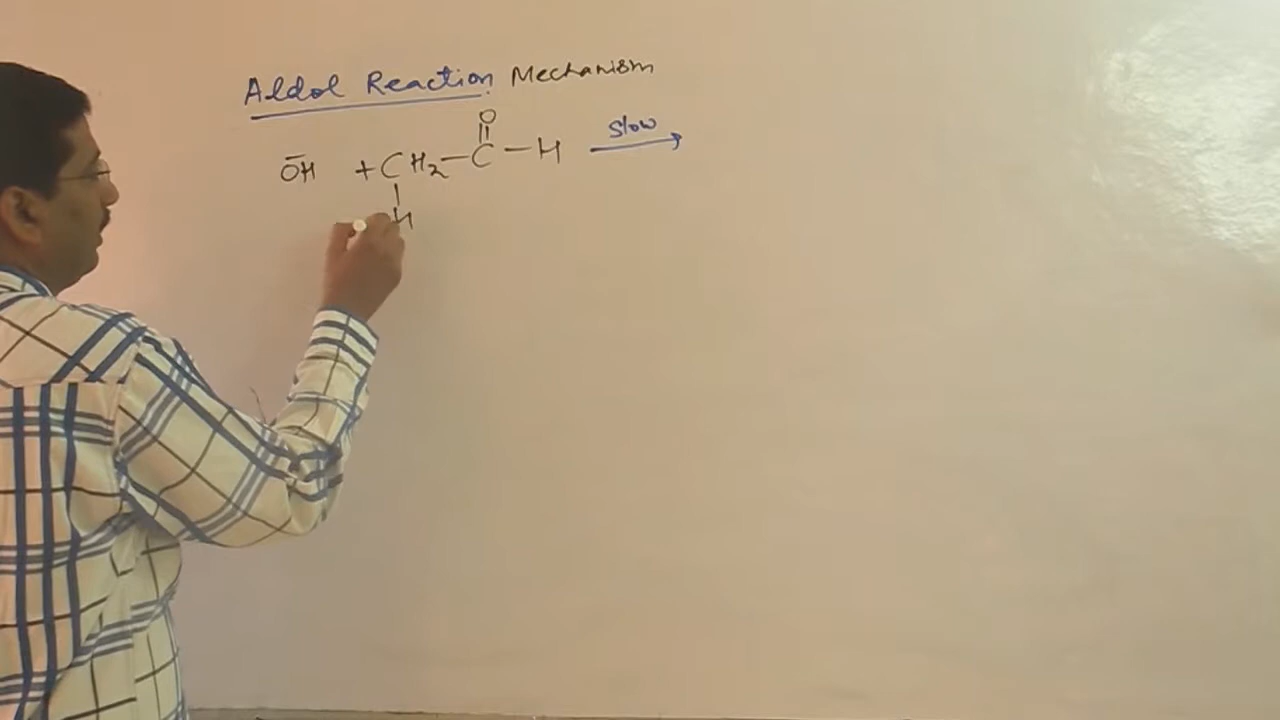 Aldol Reaction Mechanism
O
ŌH + CH₂ — C — H slow
H